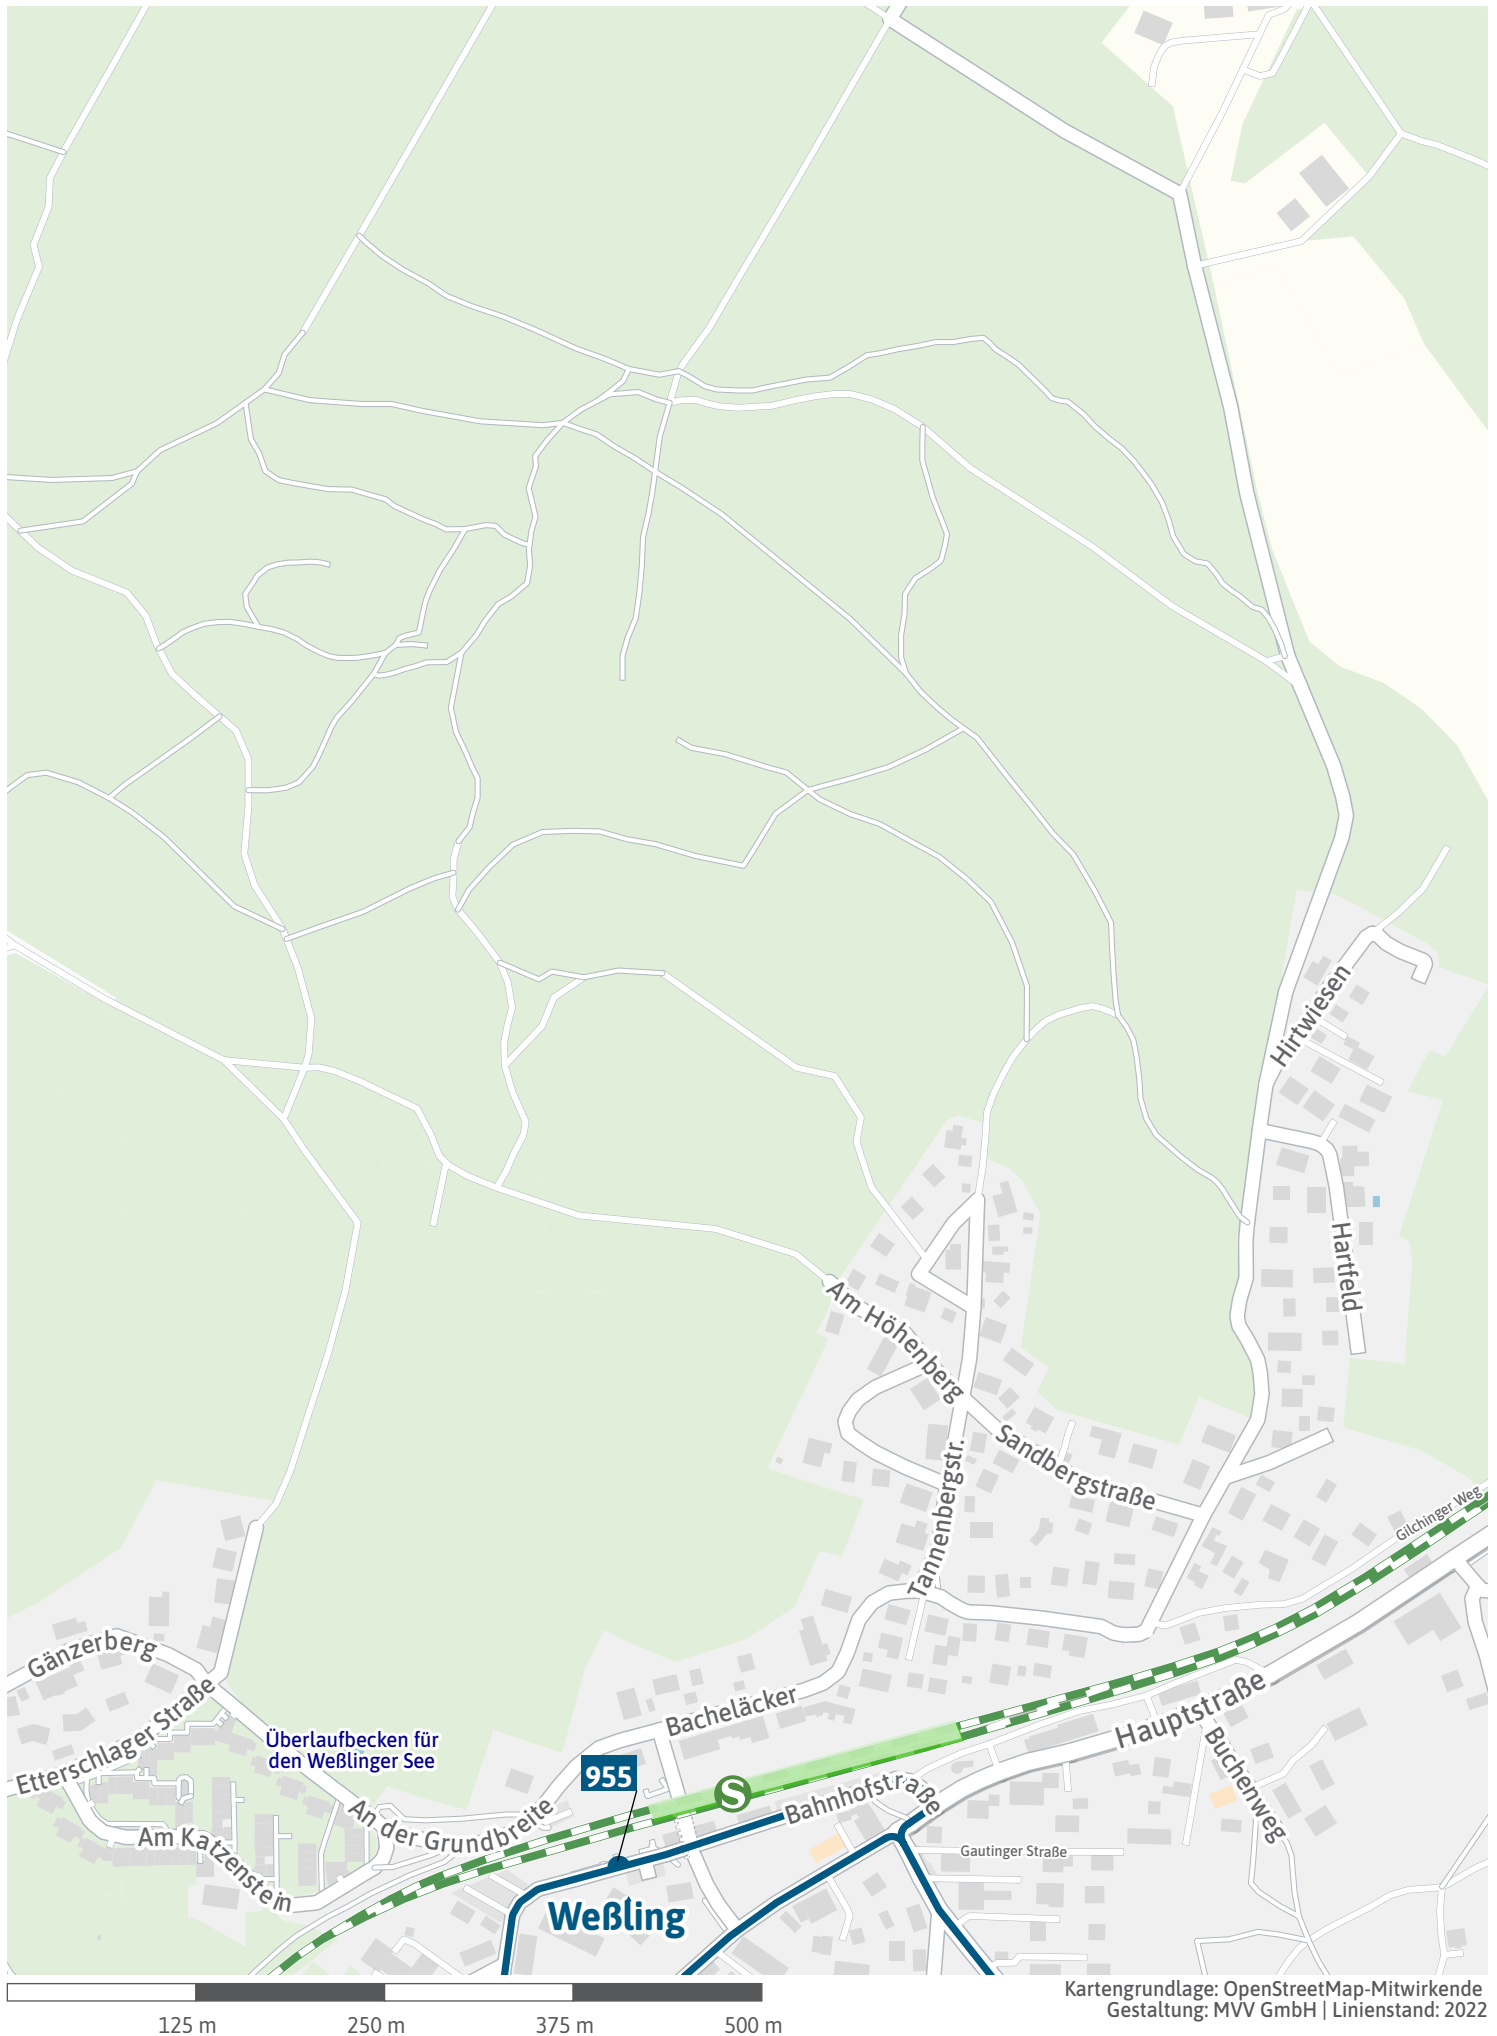 Hirtwiesen
Hartfeld
Am Höhenberg
Sandbergstraße
Tannenbergstr.
Gilchinger Weg
Gänzerberg
Etterschlager Straße
Überlaufbecken für
den Weßlinger See
Bacheläcker
Hauptstraße
Buchenweg
955
S
Bahnhofstraße
An der Grundbreite
Am Katzenstein
Gautinger Straße
Weßling
Kartengrundlage: OpenStreetMap-Mitwirkende
Gestaltung: MVV GmbH | Linienstand: 2022
125 m 250 m 375 m 500 m